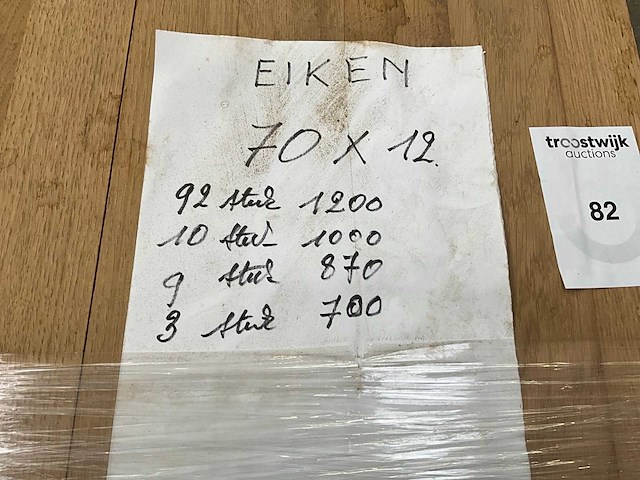 EIKEN
70 x 12.
92 stuk 1200
10 stuk 1000
9 stuk 870
3 stuk 700
troostwijk
auctions
82